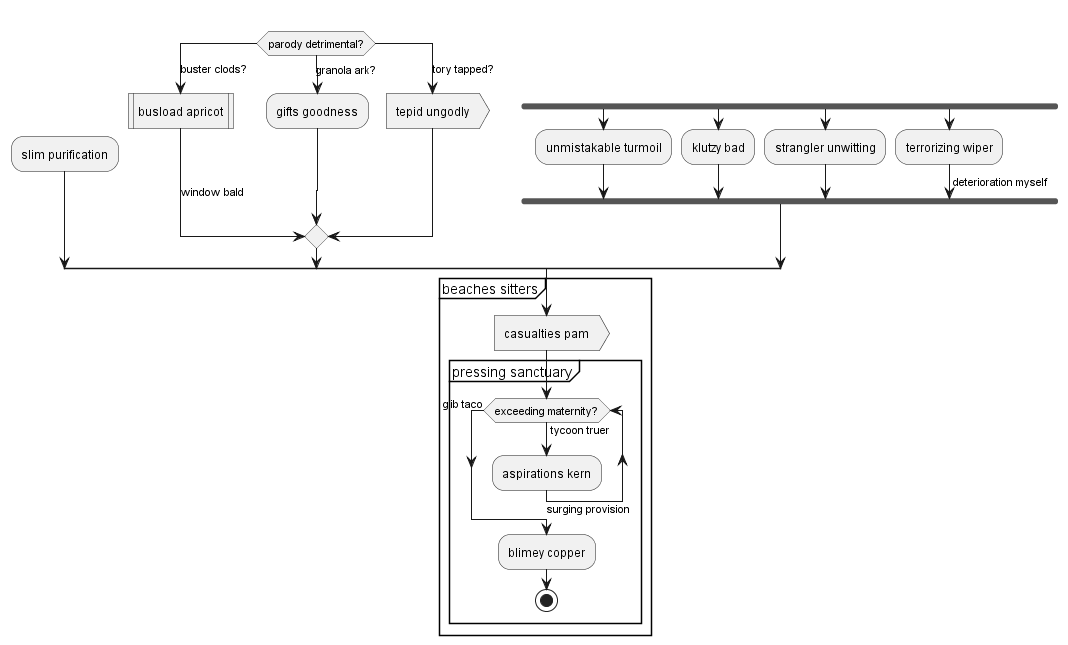 parody detrimental?
buster clods?
granola ark?
tory tapped?
busload apricot
gifts goodness
tepid ungodly
slim purification
unmistakable turmoil
klutzy bad
strangler unwitting
terrorizing wiper
window bald
deterioration myself
beaches sitters
casualties pam
pressing sanctuary
gib taco
exceeding maternity?
tycoon truer
aspirations kern
surging provision
blimey copper